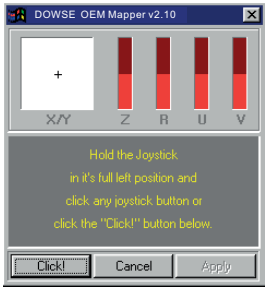 DOWSE OEM Mapper v2.10
X/Y Z R U V
Hold the Joystick
in it's full left position and
click any joystick button or
click the "Click!" button below.
Click! Cancel Apply